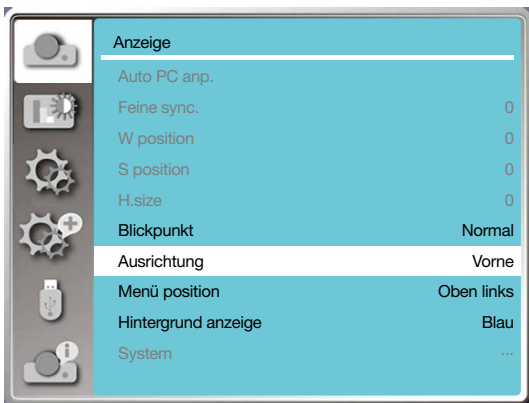 Anzeige
Auto PC anp.
Feine sync. 0
W position 0
S position 0
H.size 0
Blickpunkt Normal
Ausrichtung Vorne
Menü position Oben links
Hintergrund anzeige Blau
System ...